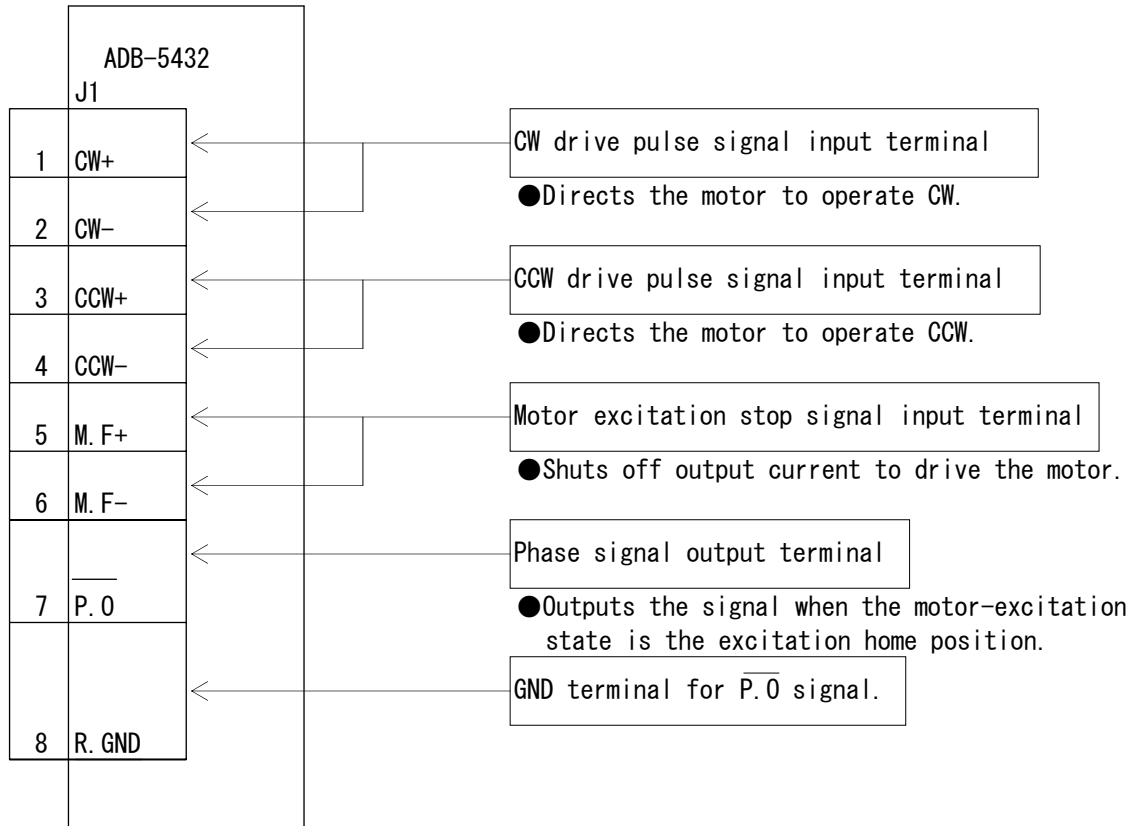 ADB-5432
J1
1 CW+
CW drive pulse signal input terminal
●Directs the motor to operate CW.
2 CW-
3 CCW+
CCW drive pulse signal input terminal
●Directs the motor to operate CCW.
4 CCW-
5 M.F+
Motor excitation stop signal input terminal
●Shuts off output current to drive the motor.
6 M.F-
Phase signal output terminal
7 P̅.̅O̅
●Outputs the signal when the motor-excitation
state is the excitation home position.
GND terminal for P̅.̅O̅ signal.
8 R.GND